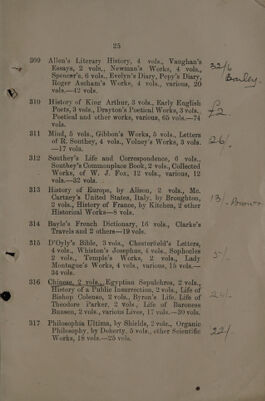 25
309 Allen's Literary History, 4 vols., Vaughan's
Essays, 2 vols., Newman's Works, 4 vols.,
Spencer's, 6 vols., Evelyn's Diary, Pepy's Diary,
Roger Ascham's Works, 4 vols., various, 20
vols.—42 vols.
32/6
310 History of King Arthur, 3 vols., Early English
Poets, 3 vols., Drayton's Poetical Works, 3 vols.,
Poetical and other works, various, 65 vols.—74
vols.
311 Mind, 5 vols., Gibbon's Works, 5 vols., Letters
of R. Southey, 4 vols., Volney's Works, 3 vols.
—17 vols.
26/
312 Southey's Life and Correspondence, 6 vols.,
Southey's Commonplace Book, 2 vols., Collected
Works, of W. J. Fox, 12 vols., various, 12
vols.—32 vols.
313 History of Europe, by Alison, 2 vols., Mc.
Cartney's United States, Italy, by Broughton,
2 vols., History of France, by Kitchen, 2 other
Historical Works—8 vols.
13/
314 Bayle's French Dictionary, 16 vols., Clarke's
Travels and 2 others—19 vols.
315 D'Oyly's Bible, 3 vols., Chesterfield's Letters,
4 vols., Whiston's Josephus, 4 vols., Sophocles
2 vols., Temple's Works, 2 vols., Lady
Montague's Works, 4 vols., various, 15 vols.—
34 vols.
5/
316 Chinese, 2 vols., Egyptian Sepulchres, 2 vols.,
History of a Public Insurrection, 2 vols., Life of
Bishop Colenso, 2 vols., Byron's Life. Life of
Theodore Parker, 2 vols., Life of Baroness
Bunsen, 2 vols., various Lives, 17 vols.—30 vols.
317 Philosophia Ultima, by Shields, 2 vols., Organic
Philosophy, by Doherty, 5 vols., other Scientific
Works, 18 vols.—25 vols.
22/